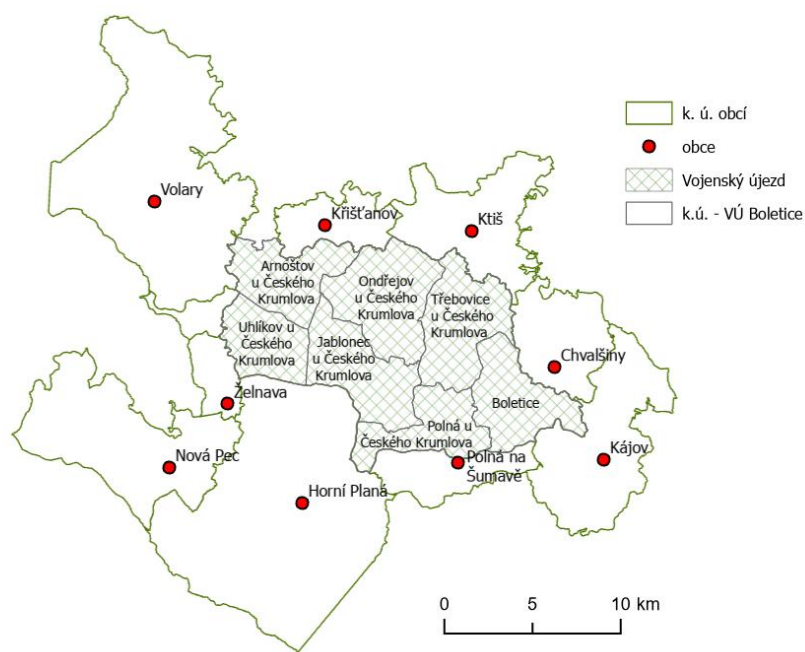 k. ú. obcí
obce
Vojenský újezd
k.ú. - VÚ Boletice
Volary
Křišťanov
Ktiš
Arnoštov
u Českého
Krumlova
Ondřejov
u Českého
Krumlova
Třebovice
u Českého
Krumlova
Uhlíkov u
Českého
Krumlova
Jablonec
u Českého
Krumlova
Chvalšiny
Želnava
Boletice
Polná u
Českého Krumlova
Nová Pec
Polná na
Šumavě
Kájov
Horní Planá
0 5 10 km